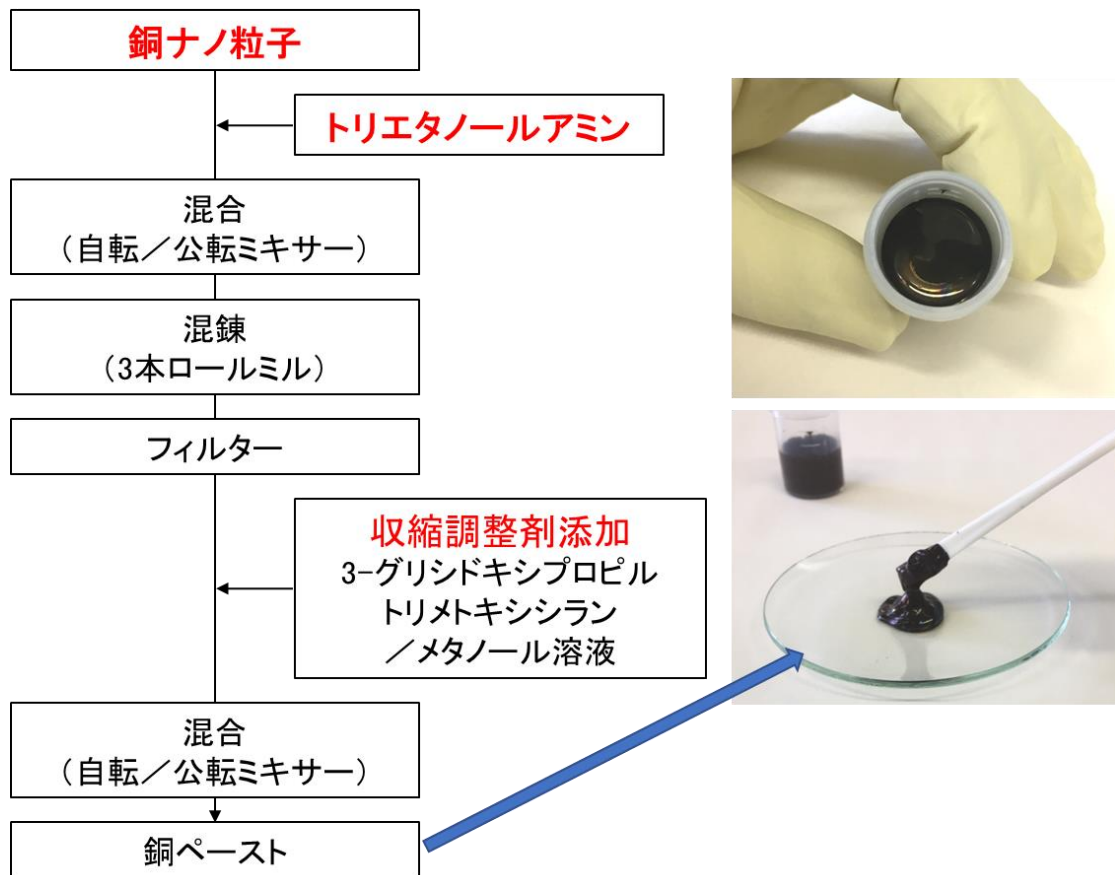 銅ナノ粒子
トリエタノールアミン
混合
(自転/公転ミキサー)
混錬
(3本ロールミル)
フィルター
収縮調整剤添加
3-グリシドキシプロピル
トリメトキシシラン
/メタノール溶液
混合
(自転/公転ミキサー)
銅ペースト